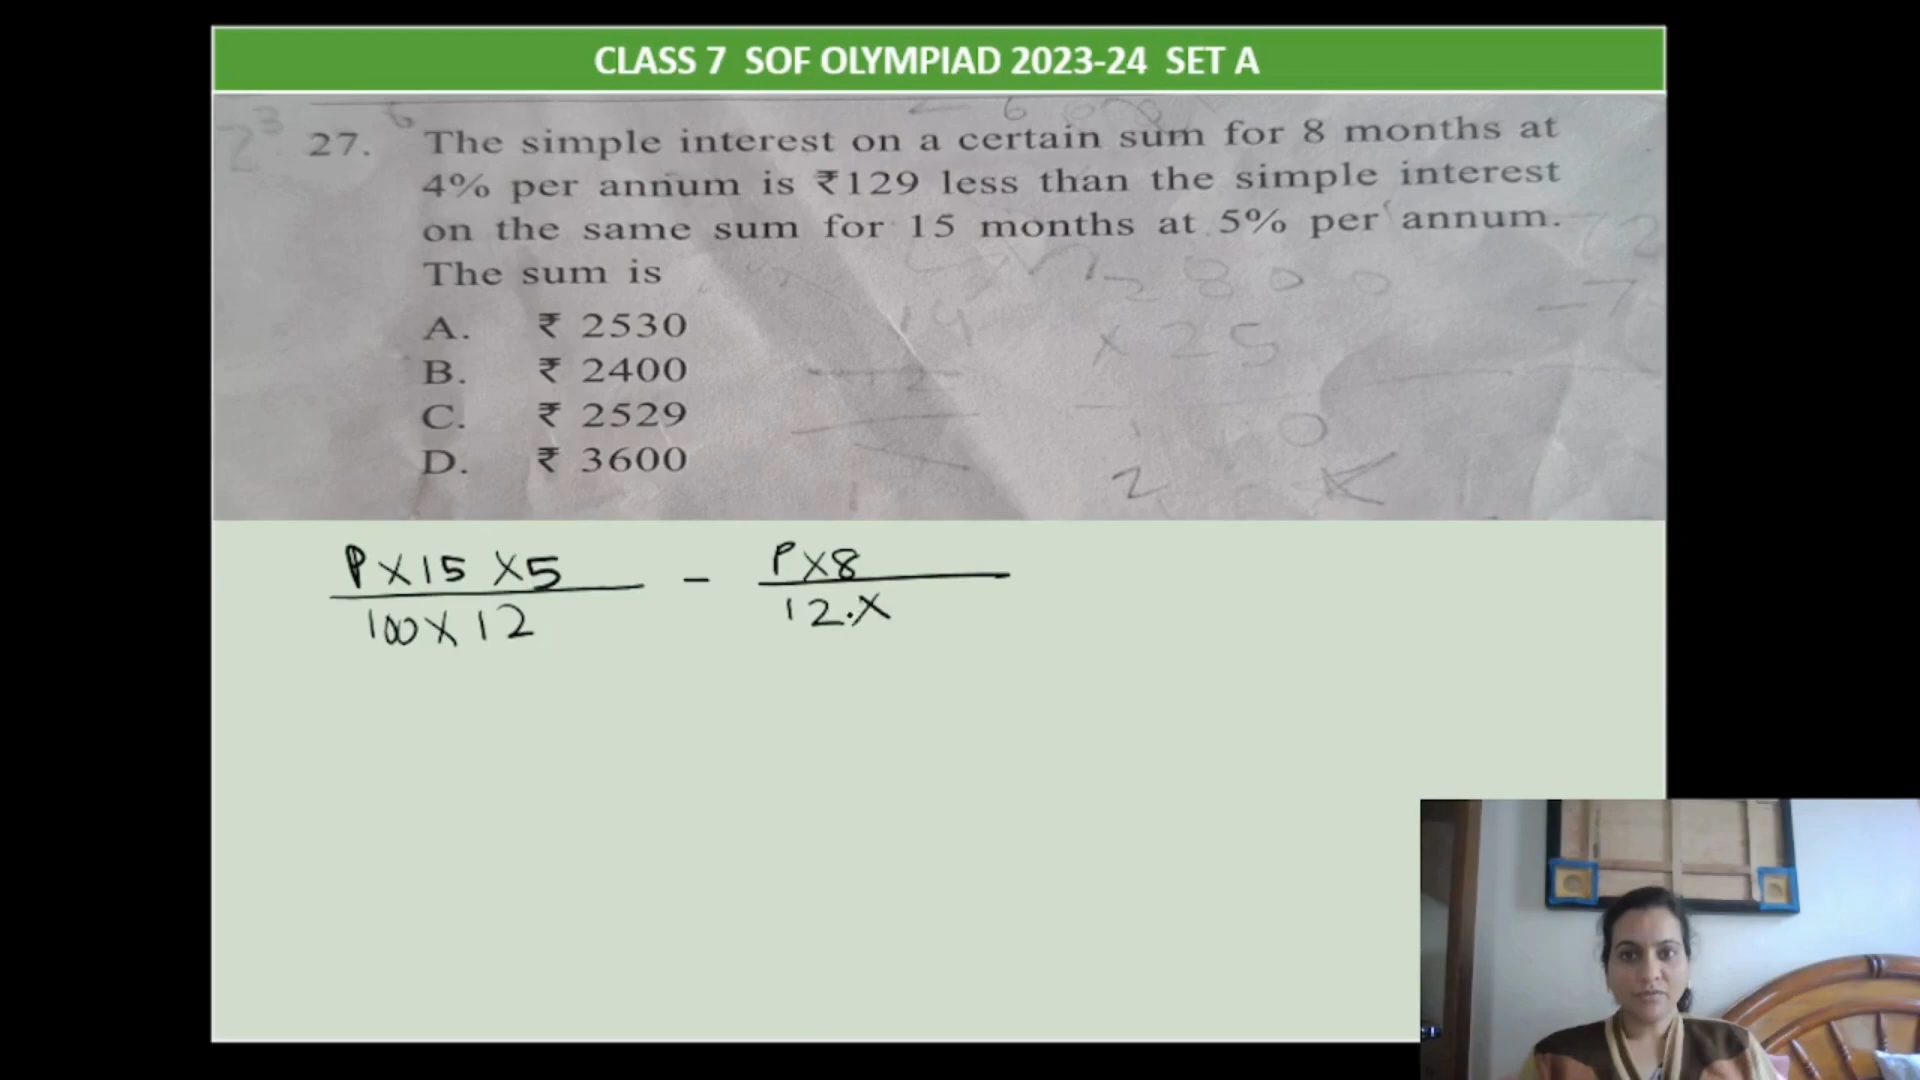 CLASS 7 SOF OLYMPIAD 2023-24 SET A
27. The simple interest on a certain sum for 8 months at
4% per annum is ₹129 less than the simple interest
on the same sum for 15 months at 5% per annum.
The sum is
A. ₹ 2530
B. ₹ 2400
C. ₹ 2529
D. ₹ 3600
2800
× 25
P×15 ×5 - P×8
100× 12 12.×